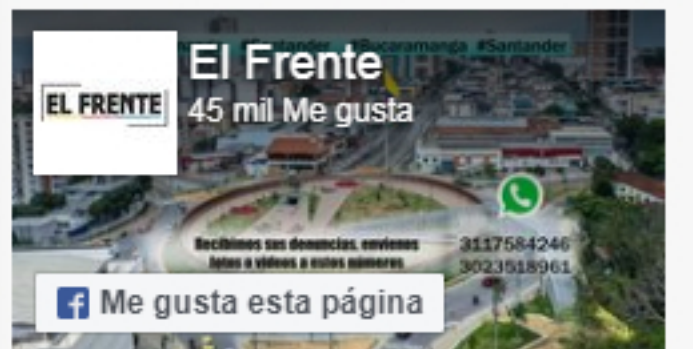 #Santander #Bucaramanga #Santander
El Frente
EL FRENTE
45 mil Me gusta
Recibimos sus denuncias, envienos
fotos o videos a estos números
3117584246
3023518961
Me gusta esta página